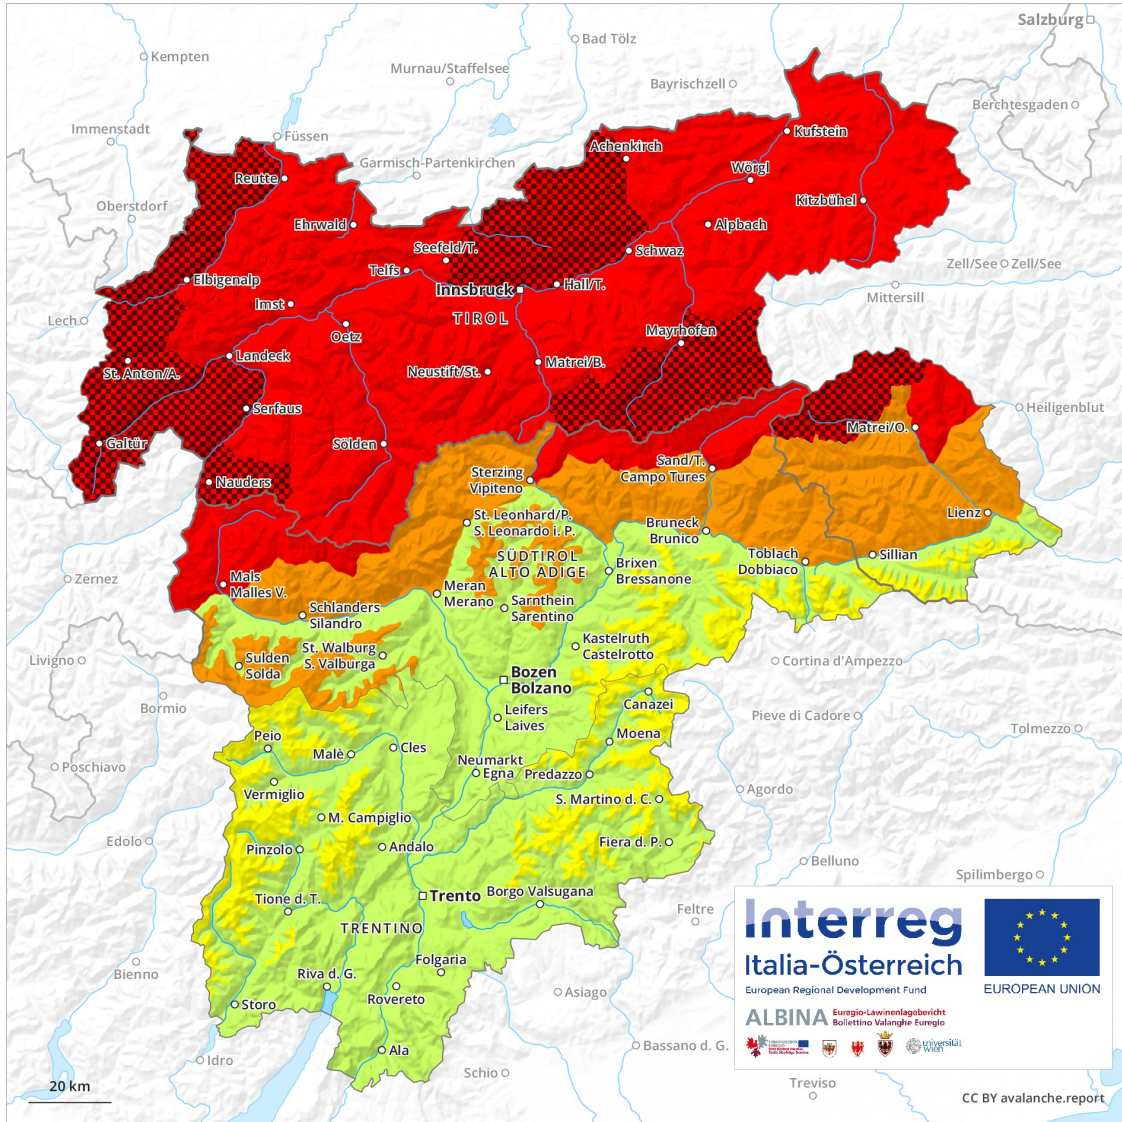 Salzburg
Bad Tölz
Kempten
Murnau/Staffelsee
Bayrischzell
Berchtesgaden
Immenstadt
Füssen
Kufstein
Achenkirch
Garmisch-Partenkirchen
Wörgl
Reutte
Oberstdorf
Kitzbühel
Ehrwald
Alpbach
Seefeld/T.
Schwaz
Zell/See
Zell/See
Telfs
Elbigenalp
Hall/T.
Innsbruck
Mittersill
Imst
Lech
TIROL
Mayrhofen
Oetz
Landeck
Matrei/B.
St. Anton/A.
Neustift/St.
Serfaus
Heiligenblut
Matrei/O.
Galtür
Sölden
Sand/T.
Campo Tures
Sterzing
Vipiteno
Nauders
Lienz
St. Leonhard/P.
S. Leonardo i. P.
Bruneck
Brunico
SÜDTIROL
ALTO ADIGE
Toblach
Dobbiaco
Sillian
Brixen
Bressanone
Zernez
Mals
Malles V.
Meran
Merano
Sarnthein
Sarentino
Schlanders
Silandro
Kastelruth
Castelrotto
St. Walburg
S. Valburga
Livigno
Sulden
Solda
Cortina d'Ampezzo
Bozen
Bolzano
Bormio
Canazei
Leifers
Laives
Pieve di Cadore
Tolmezzo
Peio
Moena
Malè
Cles
Neumarkt
Egna
Predazzo
Poschiavo
Vermiglio
Agordo
S. Martino d. C.
M. Campiglio
Edolo
Pinzolo
Andalo
Fiera d. P.
Belluno
Spilimbergo
Tione d. T.
Trento
Borgo Valsugana
Feltre
TRENTINO
Folgaria
Bienno
Riva d. G.
Rovereto
Asiago
Storo
Ala
Idro
Schio
Bassano d. G.
Treviso
20 km
Interreg
Italia-Österreich
European Regional Development Fund
EUROPEAN UNION
ALBINA
Euregio-Lawinenlagebericht
Bollettino Valanghe Euregio
universität
wien
CC BY avalanche.report